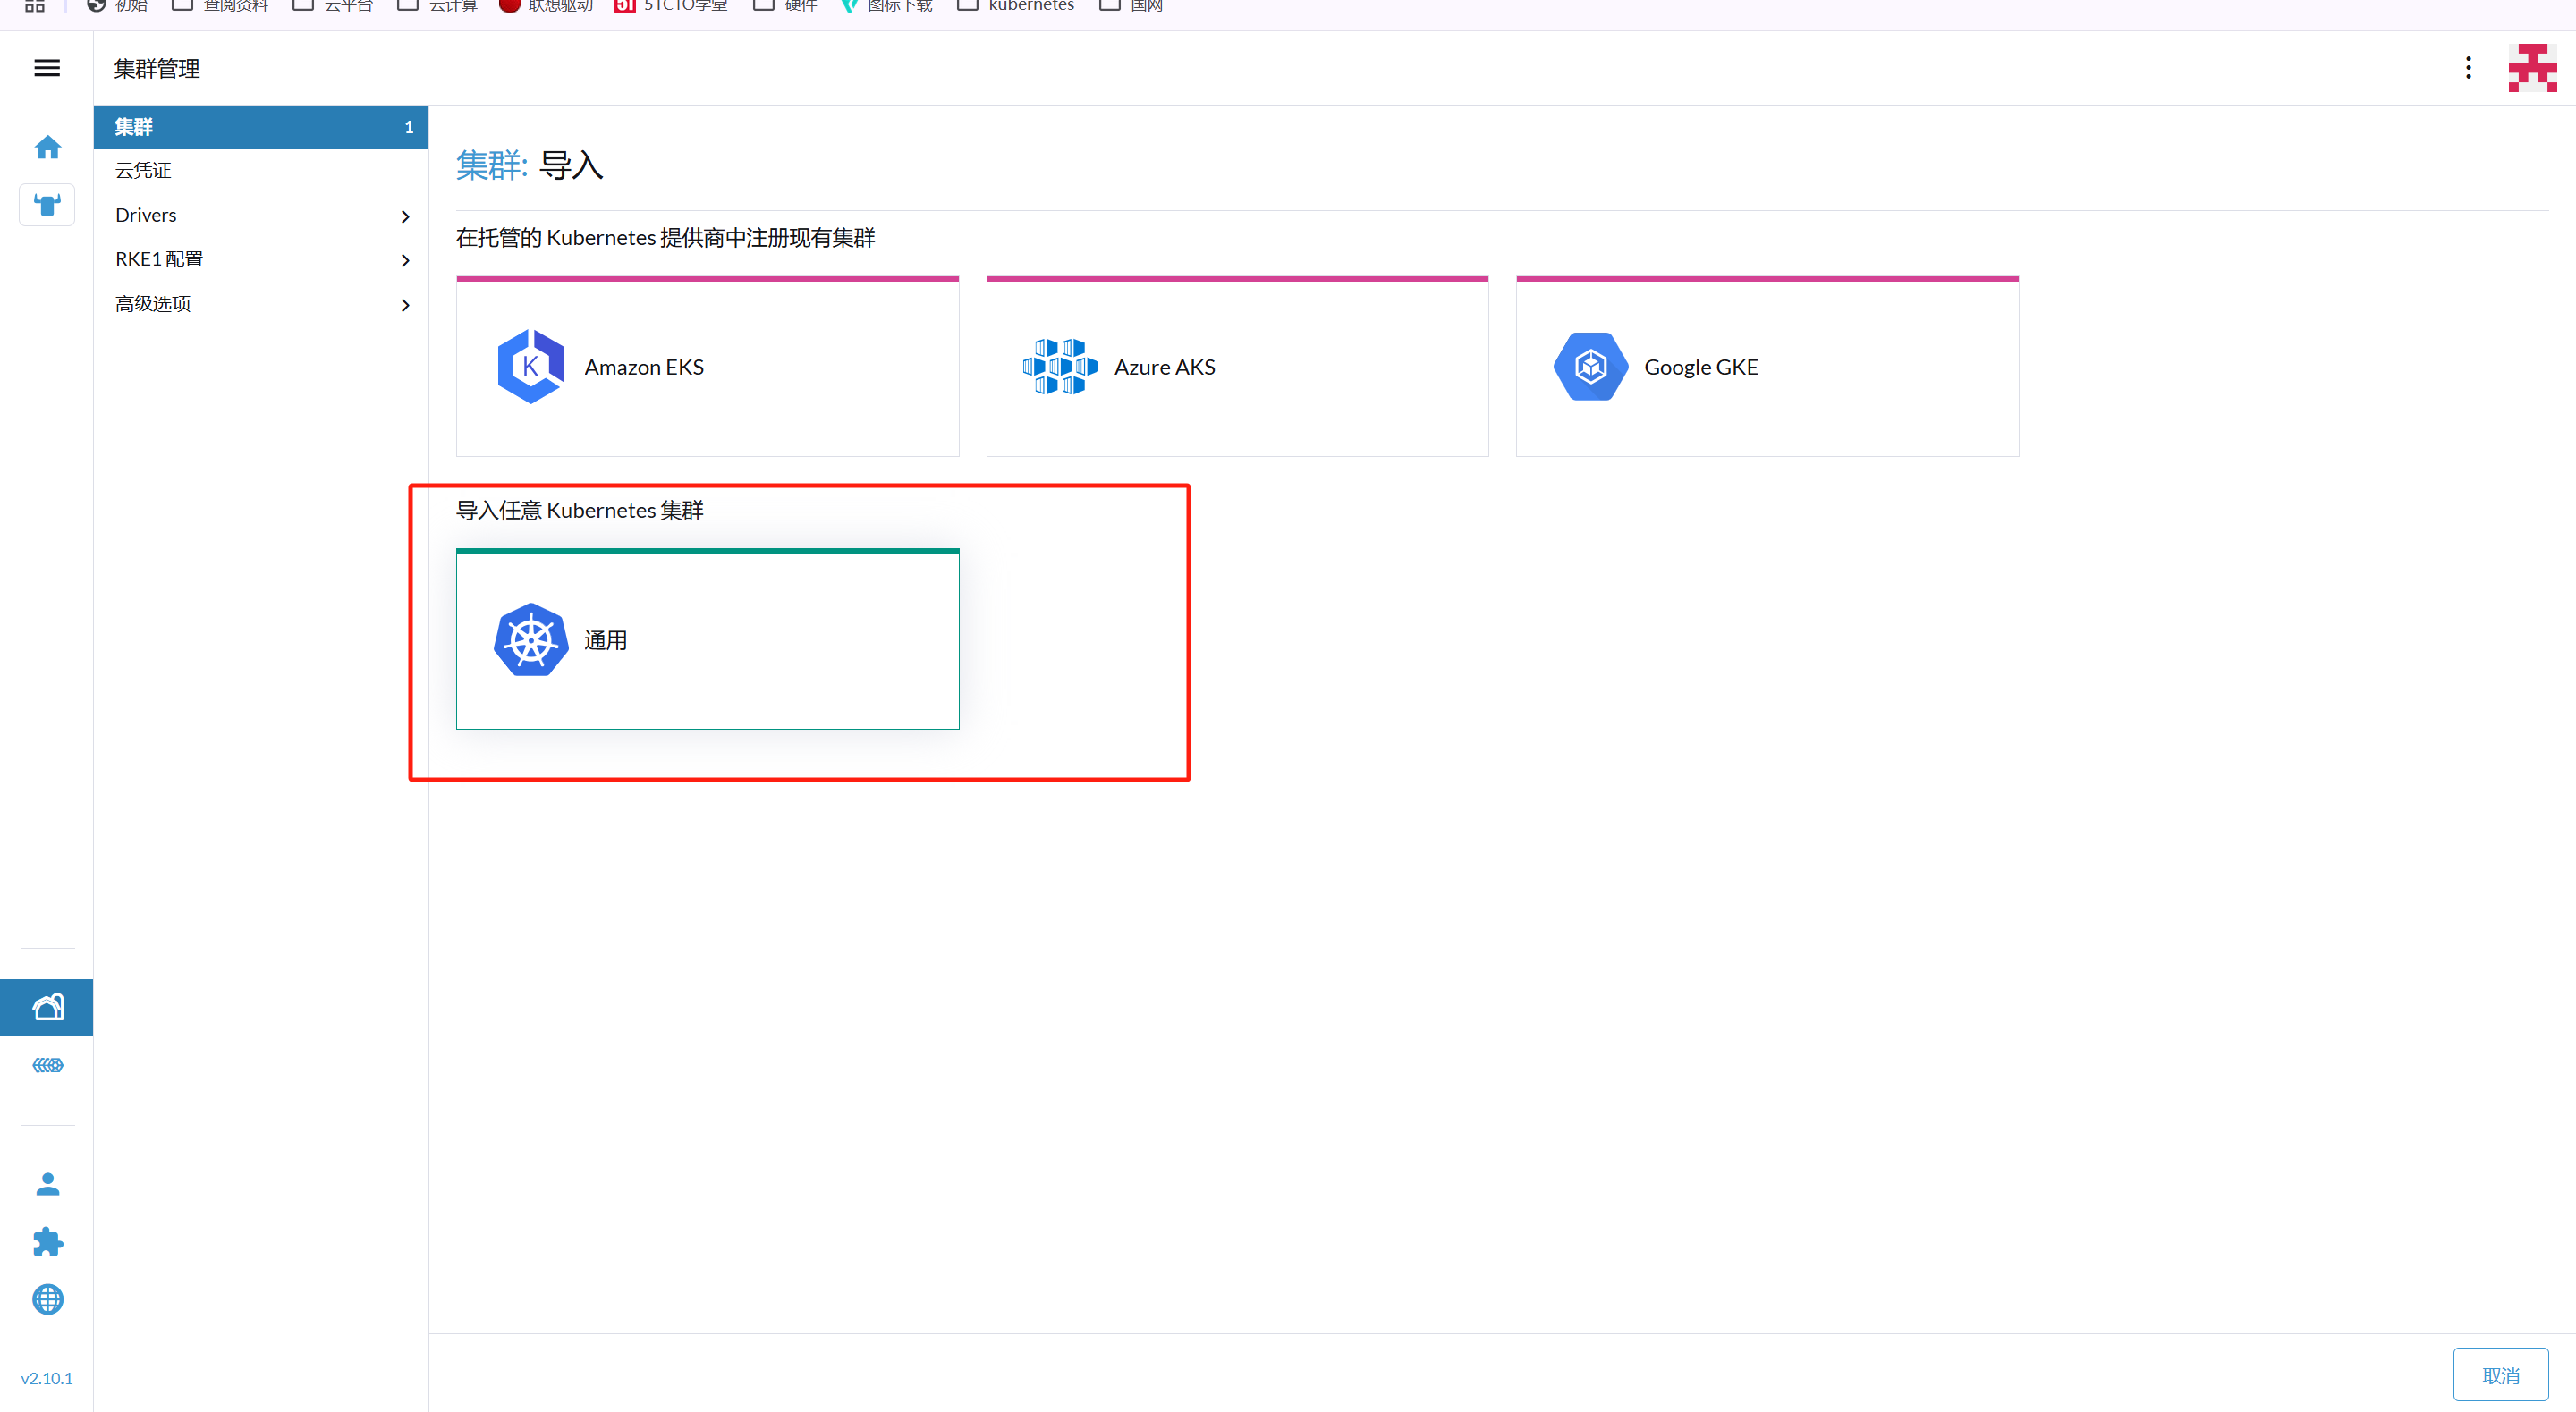 初始 查阅资料 云平台 云计算 联想驱动 51CTO学堂 硬件 图标下载 kubernetes 国网
集群管理
集群 1
云凭证
Drivers
RKE1 配置
高级选项
集群: 导入
在托管的 Kubernetes 提供商中注册现有集群
Amazon EKS
Azure AKS
Google GKE
导入任意 Kubernetes 集群
通用
v2.10.1
取消